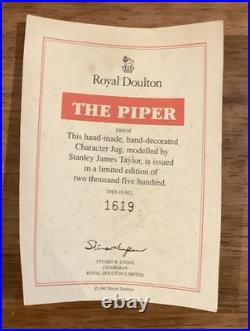 Royal Doulton
THE PIPER
D6918
This hand-made, hand-decorated
Character Jug, modelled by
Stanley James Taylor, is issued
in a limited edition of
two thousand five hundred.
THIS IS NO.
1619
STUART R. LYONS
CHAIRMAN
ROYAL DOULTON LIMITED
© 1992 Royal Doulton